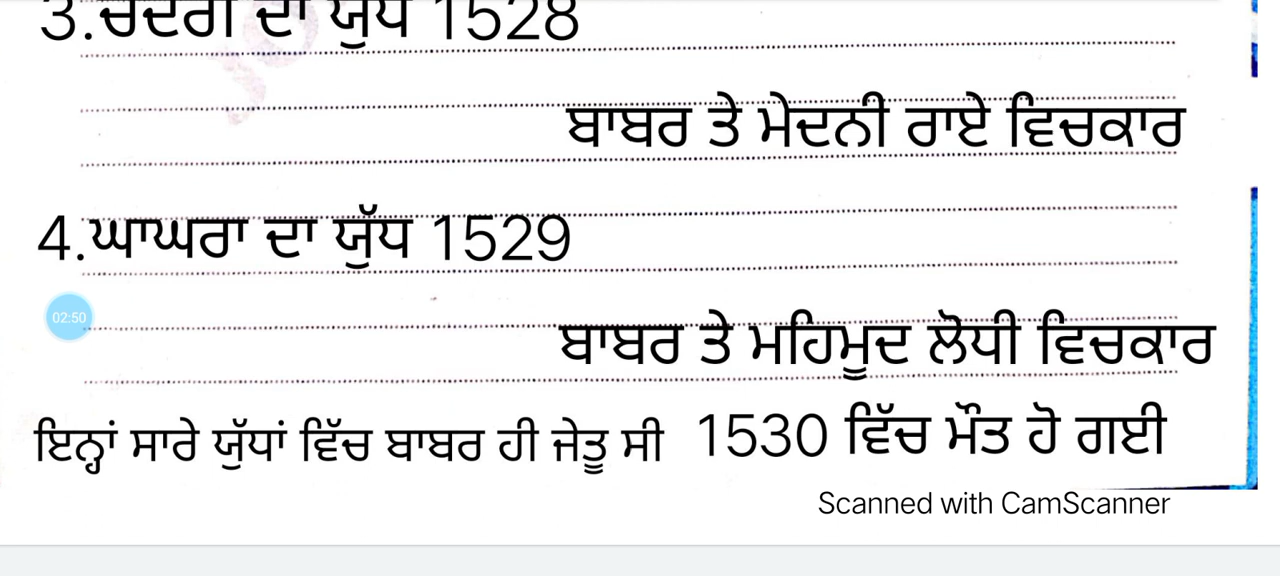 3.ਚੰਦੇਰੀ ਦਾ ਯੁੱਧ 1528
ਬਾਬਰ ਤੇ ਮੇਦਨੀ ਰਾਏ ਵਿਚਕਾਰ
4.ਘਾਘਰਾ ਦਾ ਯੁੱਧ 1529
02:50
ਬਾਬਰ ਤੇ ਮਹਿਮੂਦ ਲੋਧੀ ਵਿਚਕਾਰ
ਇਨ੍ਹਾਂ ਸਾਰੇ ਯੁੱਧਾਂ ਵਿੱਚ ਬਾਬਰ ਹੀ ਜੇਤੂ ਸੀ 1530 ਵਿੱਚ ਮੌਤ ਹੋ ਗਈ
Scanned with CamScanner